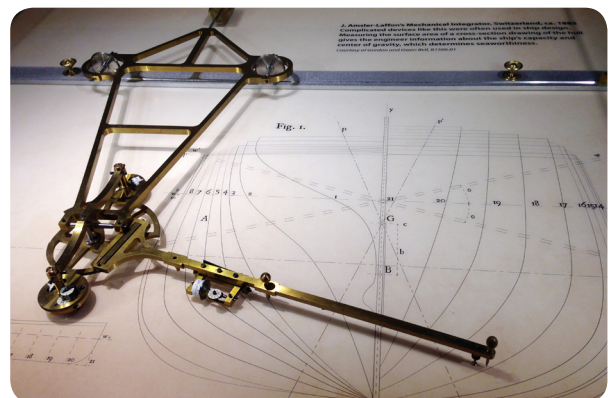 J. Amsler-Laffon's Mechanical Integrator, Switzerland, ca. 1882
Complicated devices like this were often used in ship design.
Measuring the surface area of a cross-section drawing of the hull
gives the engineer information about the ship's capacity and
center of gravity, which determines seaworthiness.
Fig. 1.
y
p
p'
8 7 6 5 4 3 2 1 21 20 19 18 17 16 15 14
A
G
c
b
B
18 19 20 21